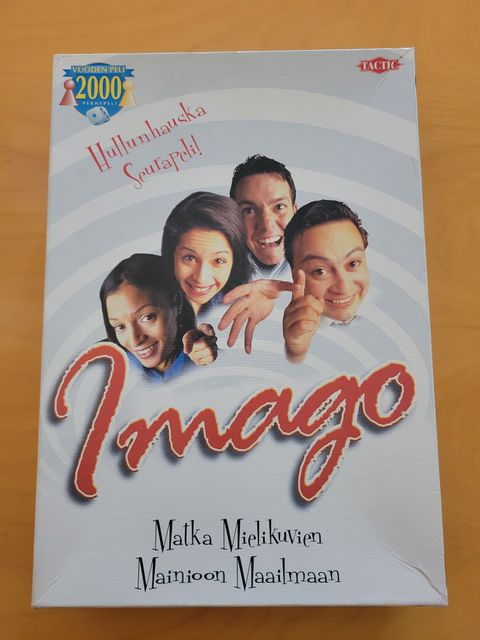 VUODEN PELI
2000
PERHEPELI
TACTIC
Hullunhauska
Seurapeli!
Imago
Matka Mielikuvien
Mainioon Maailmaan